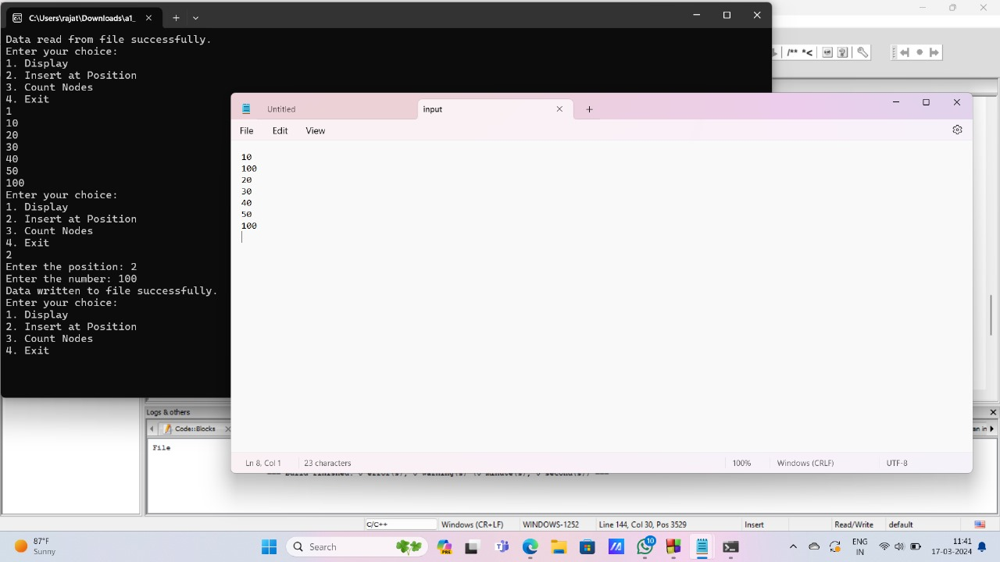 C:\Users\rajat\Downloads\a1_
Data read from file successfully.
Enter your choice:
1. Display
2. Insert at Position
3. Count Nodes
4. Exit
1
10
20
30
40
50
100
Enter your choice:
1. Display
2. Insert at Position
3. Count Nodes
4. Exit
2
Enter the position: 2
Enter the number: 100
Data written to file successfully.
Enter your choice:
1. Display
2. Insert at Position
3. Count Nodes
4. Exit
/** *<
Untitled
input
File Edit View
10
100
20
30
40
50
100
Ln 8, Col 1 23 characters 100% Windows (CRLF) UTF-8
Logs & others
Code::Blocks
an in
File
C/C++ Windows (CR+LF) WINDOWS-1252 Line 144, Col 30, Pos 3529 Insert Read/Write default
87°F
Sunny
Search
PRE
10
ENG
IN
11:41
17-03-2024